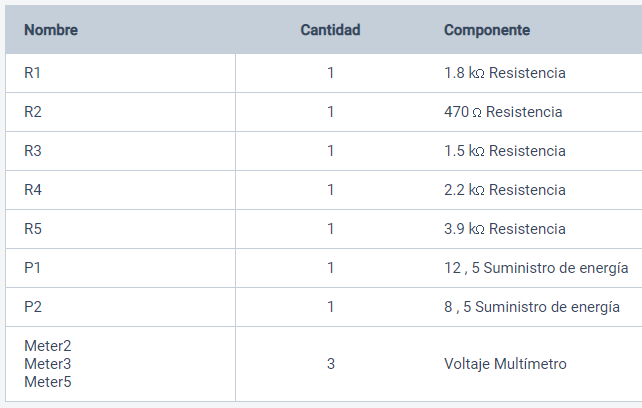 Nombre Cantidad Componente
R1 1 1.8 kΩ Resistencia
R2 1 470 Ω Resistencia
R3 1 1.5 kΩ Resistencia
R4 1 2.2 kΩ Resistencia
R5 1 3.9 kΩ Resistencia
P1 1 12 , 5 Suministro de energía
P2 1 8 , 5 Suministro de energía
Meter2
Meter3 3 Voltaje Multímetro
Meter5